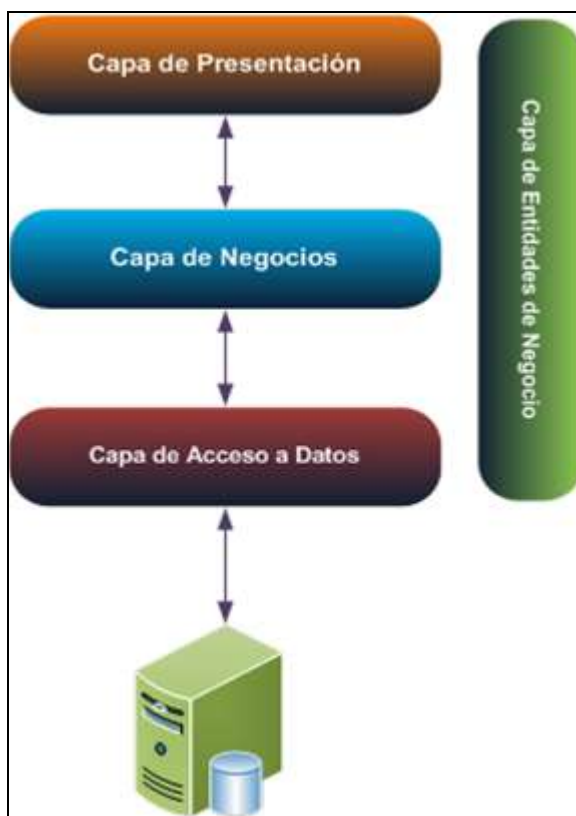 Capa de Presentación
Capa de Negocios
Capa de Acceso a Datos
Capa de Entidades de Negocio